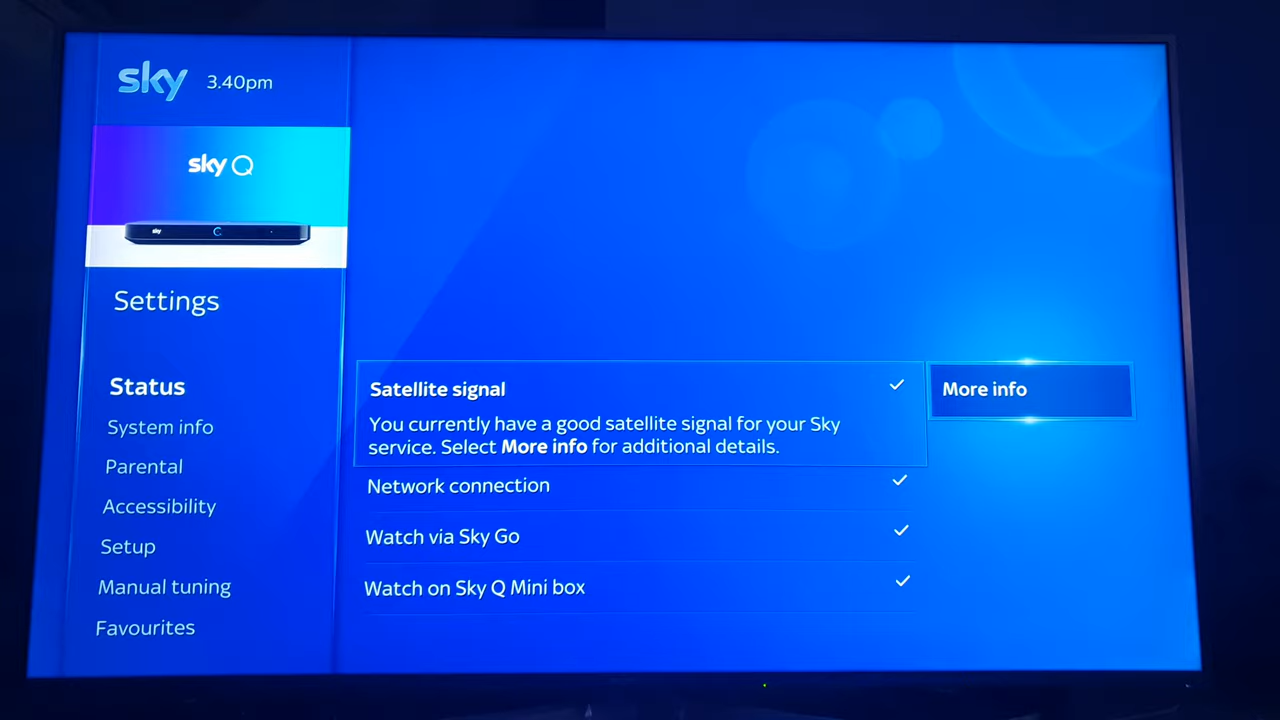 sky 3.40pm
sky Q
sky
Settings
Status
System info
Parental
Accessibility
Setup
Manual tuning
Favourites
Satellite signal
You currently have a good satellite signal for your Sky
service. Select More info for additional details.
More info
Network connection
Watch via Sky Go
Watch on Sky Q Mini box